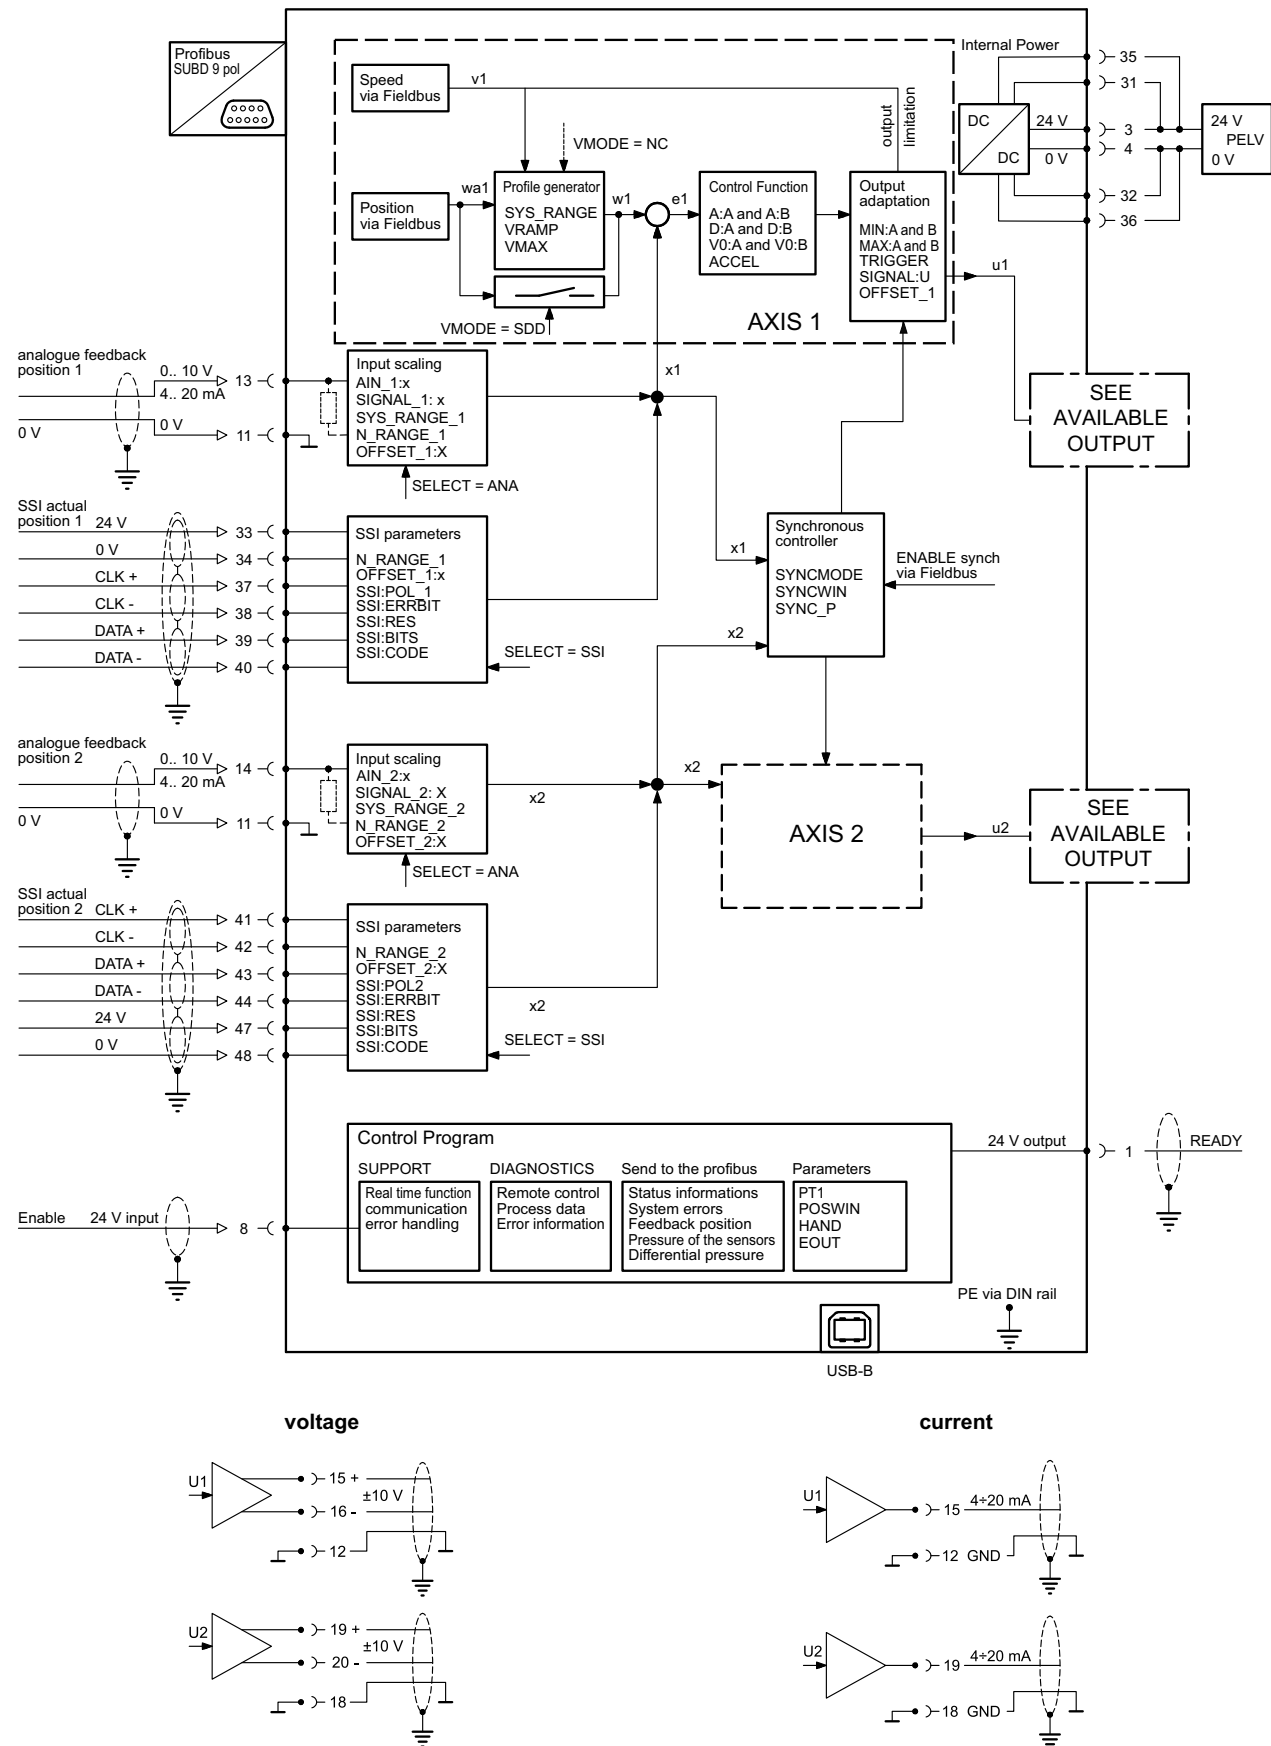 Profibus
SUBD 9 pol
Internal Power
Speed
via Fieldbus
v1
output
limitation
VMODE = NC
Position
via Fieldbus
wa1
Profile generator
SYS_RANGE
VRAMP
VMAX
w1
e1
Control Function
A:A and A:B
D:A and D:B
V0:A and V0:B
ACCEL
Output
adaptation
MIN:A and B
MAX:A and B
TRIGGER
SIGNAL:U
OFFSET_1
VMODE = SDD
AXIS 1
u1
DC
DC
24 V
0 V
35
31
3
4
32
36
24 V
PELV
0 V
SEE
AVAILABLE
OUTPUT
analogue feedback
position 1
0.. 10 V
4.. 20 mA
13
0 V
0 V
11
Input scaling
AIN_1:x
SIGNAL_1: x
SYS_RANGE_1
N_RANGE_1
OFFSET_1:X
SELECT = ANA
x1
SSI actual
position 1
24 V
33
0 V
34
CLK +
37
CLK -
38
DATA +
39
DATA -
40
SSI parameters
N_RANGE_1
OFFSET_1:x
SSI:POL_1
SSI:ERRBIT
SSI:RES
SSI:BITS
SSI:CODE
SELECT = SSI
x1
x2
Synchronous
controller
SYNCMODE
SYNCWIN
SYNC_P
ENABLE synch
via Fieldbus
analogue feedback
position 2
0.. 10 V
4.. 20 mA
14
0 V
0 V
11
Input scaling
AIN_2:x
SIGNAL_2: X
SYS_RANGE_2
N_RANGE_2
OFFSET_2:X
SELECT = ANA
x2
x2
AXIS 2
u2
SEE
AVAILABLE
OUTPUT
SSI actual
position 2
CLK +
41
CLK -
42
DATA +
43
DATA -
44
24 V
47
0 V
48
SSI parameters
N_RANGE_2
OFFSET_2:X
SSI:POL2
SSI:ERRBIT
SSI:RES
SSI:BITS
SSI:CODE
x2
SELECT = SSI
Control Program
SUPPORT
Real time function
communication
error handling
DIAGNOSTICS
Remote control
Process data
Error information
Send to the profibus
Status informations
System errors
Feedback position
Pressure of the sensors
Differential pressure
Parameters
PT1
POSWIN
HAND
EOUT
24 V output
1
READY
Enable
24 V input
8
PE via DIN rail
USB-B
voltage
U1
15 +
±10 V
16 -
12
U2
19 +
±10 V
20 -
18
current
U1
15
4÷20 mA
12 GND
U2
19
4÷20 mA
18 GND